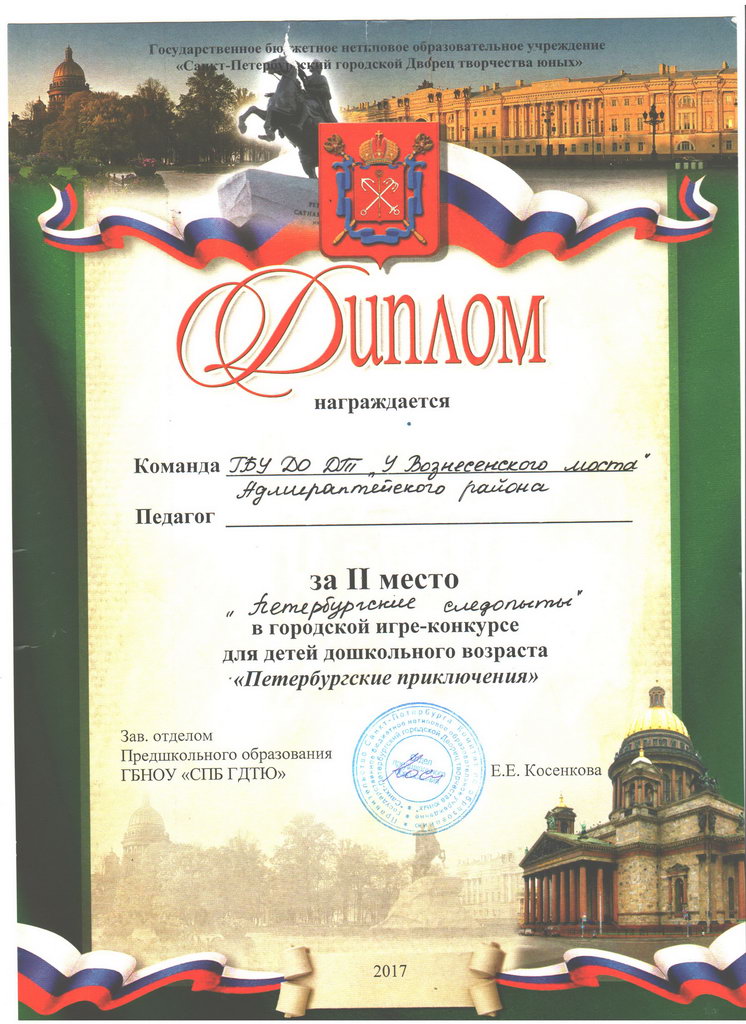 Государственное бюджетное нетиповое образовательное учреждение
«Санкт-Петербургский городской Дворец творчества юных»
Диплом
награждается
Команда ГБУ ДО ДТ „У Вознесенского моста"
Адмиралтейского района
Педагог
за II место
„Петербургские следопыты"
в городской игре-конкурсе
для детей дошкольного возраста
«Петербургские приключения»
Зав. отделом
Предшкольного образования
ГБНОУ «СПБ ГДТЮ»
Е.Е. Косенкова
2017